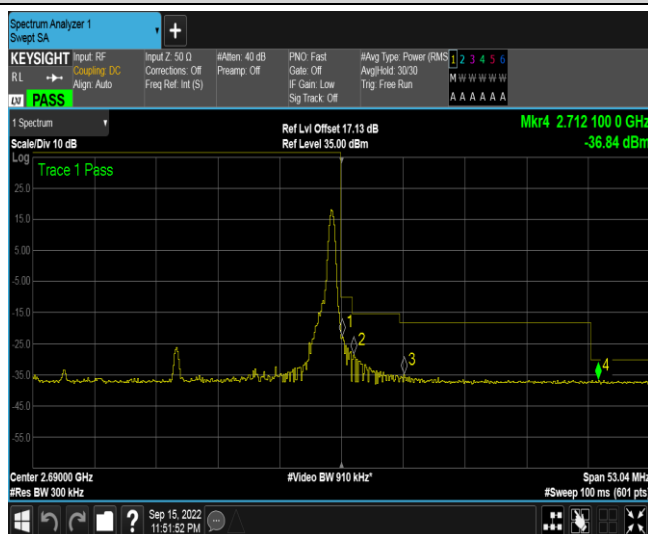 Spectrum Analyzer 1
Swept SA
+
KEYSIGHT Input: RF Input Z: 50 Ω #Atten: 40 dB PNO: Fast #Avg Type: Power (RMS 1 2 3 4 5 6
RL Coupling: DC Corrections: Off Preamp: Off Gate: Off Avg|Hold: 30/30 M W W W W W
Align: Auto Freq Ref: Int (S) IF Gain: Low Trig: Free Run
LXI PASS Sig Track: Off A A A A A A
1 Spectrum Ref Lvl Offset 17.13 dB Mkr4 2.712 100 0 GHz
Scale/Div 10 dB Ref Level 35.00 dBm -36.84 dBm
Log
Trace 1 Pass
25.0
15.0
5.00
-5.00
-15.0
1
2
-25.0
3
4
-35.0
-45.0
-55.0
Center 2.69000 GHz #Video BW 910 kHz* Span 53.04 MHz
#Res BW 300 kHz #Sweep 100 ms (601 pts)
? Sep 15, 2022
11:51:52 PM